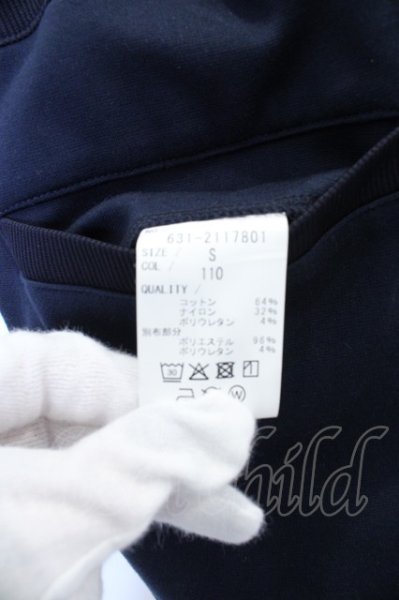 631-2117801
SIZE / S
COL / 110
QUALITY /
コットン 64%
ナイロン 32%
ポリウレタン 4%
別布部分
ポリエステル 96%
ポリウレタン 4%
30
W
child